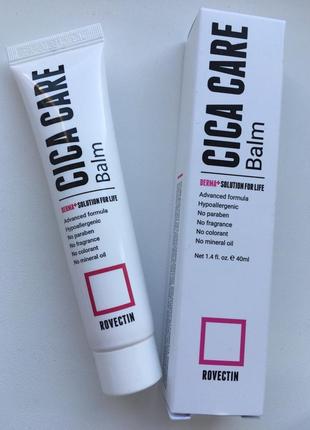 CICA CARE
Balm
DERMA+SOLUTION FOR LIFE
Advanced formula
Hypoallergenic
No paraben
No fragrance
No colorant
No mineral oil
ROVECTIN
CICA CARE
Balm
DERMA+SOLUTION FOR LIFE
Advanced formula
Hypoallergenic
No paraben
No fragrance
No colorant
No mineral oil
Net 1.4 fl. oz. ℮ 40ml
ROVECTIN